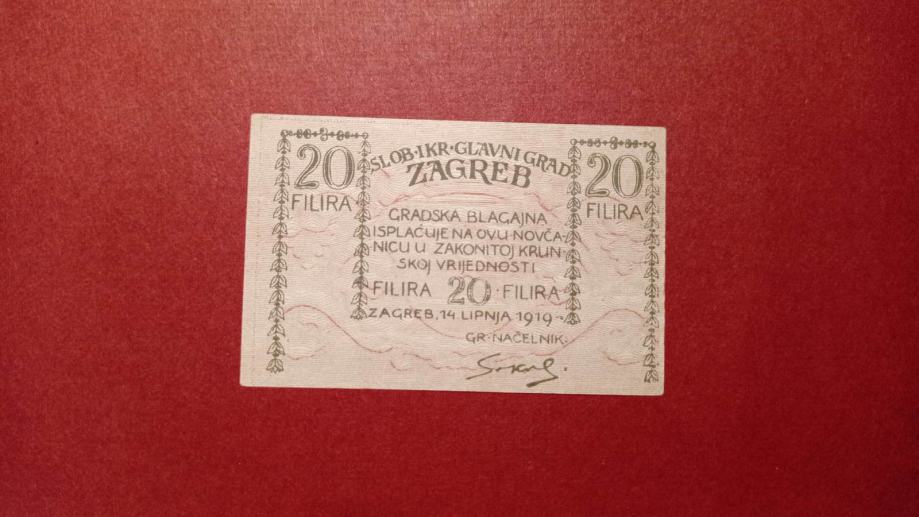 20
FILIRA
SLOB·I KR·GLAVNI GRAD
ZAGREB
20
FILIRA
GRADSKA BLAGAJNA
ISPLAĆUJE NA OVU NOVČA-
NICU U ZAKONITOJ KRUN-
SKOJ VRIJEDNOSTI
FILIRA 20 · FILIRA
ZAGREB, 14 LIPNJA 1919·
GR·NAČELNIK·